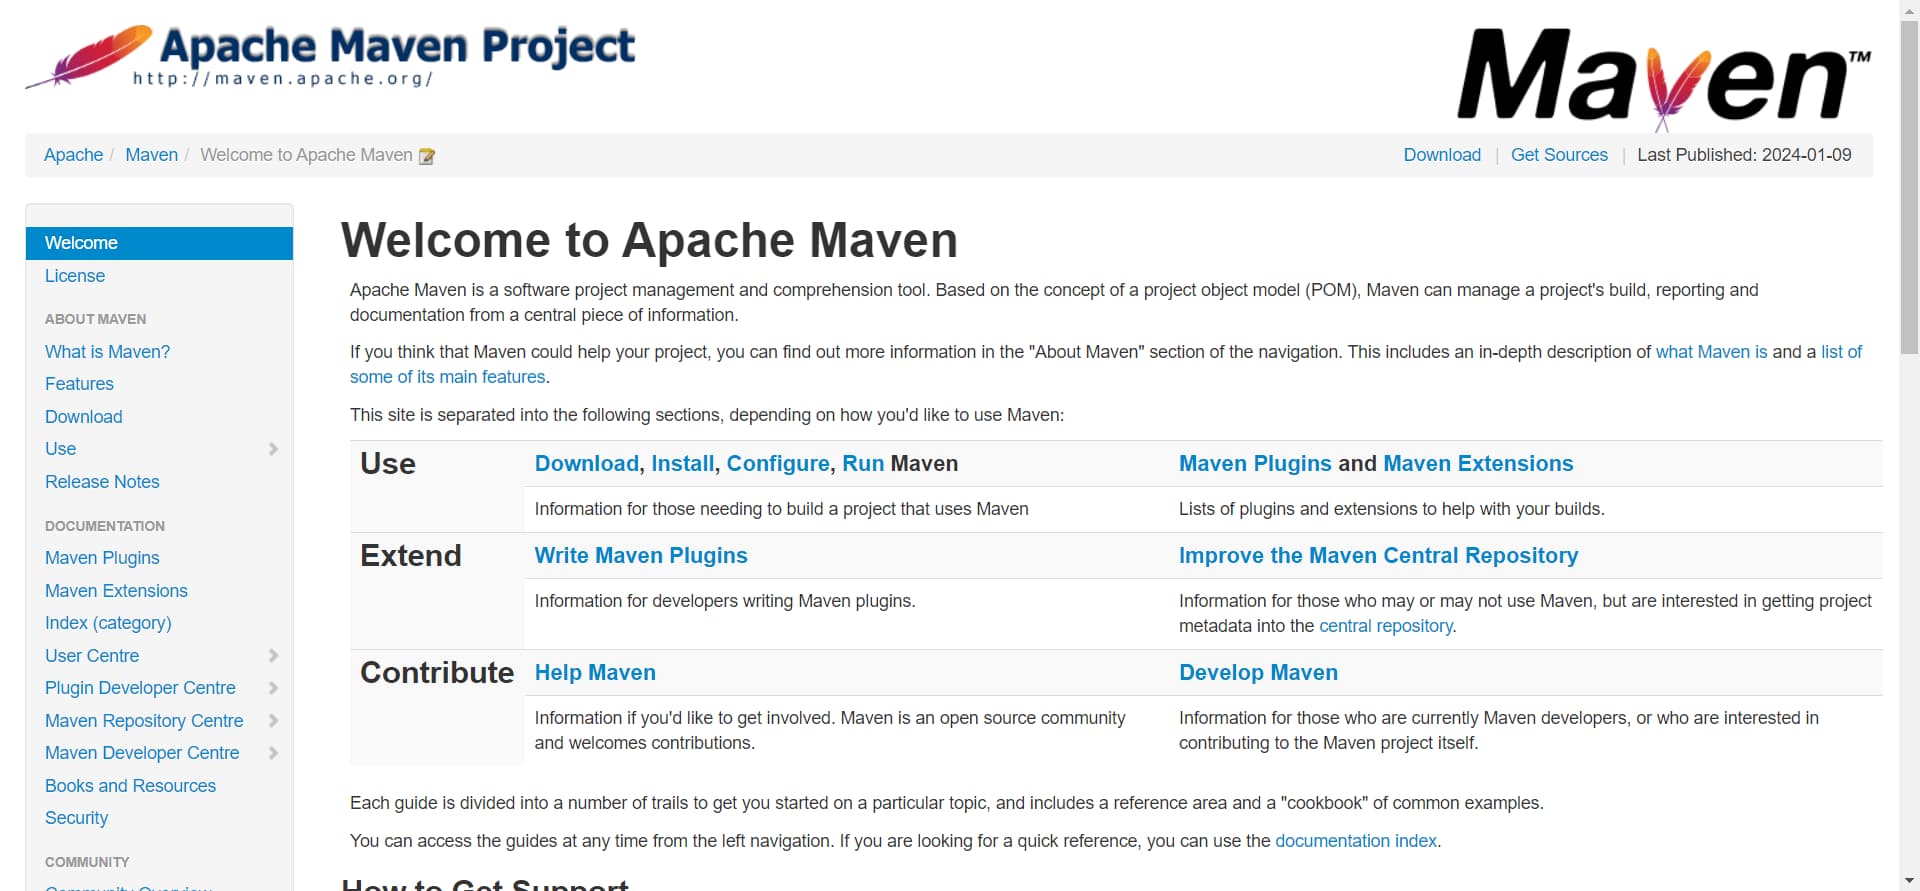 Apache Maven Project
http://maven.apache.org/
Maven™
Apache / Maven / Welcome to Apache Maven
Download | Get Sources | Last Published: 2024-01-09
Welcome
License
ABOUT MAVEN
What is Maven?
Features
Download
Use
Release Notes
DOCUMENTATION
Maven Plugins
Maven Extensions
Index (category)
User Centre
Plugin Developer Centre
Maven Repository Centre
Maven Developer Centre
Books and Resources
Security
COMMUNITY
Community Overview
Welcome to Apache Maven
Apache Maven is a software project management and comprehension tool. Based on the concept of a project object model (POM), Maven can manage a project's build, reporting and
documentation from a central piece of information.
If you think that Maven could help your project, you can find out more information in the "About Maven" section of the navigation. This includes an in-depth description of what Maven is and a list of
some of its main features.
This site is separated into the following sections, depending on how you'd like to use Maven:
Use
Download, Install, Configure, Run Maven
Maven Plugins and Maven Extensions
Information for those needing to build a project that uses Maven
Lists of plugins and extensions to help with your builds.
Extend
Write Maven Plugins
Improve the Maven Central Repository
Information for developers writing Maven plugins.
Information for those who may or may not use Maven, but are interested in getting project
metadata into the central repository.
Contribute
Help Maven
Develop Maven
Information if you'd like to get involved. Maven is an open source community
and welcomes contributions.
Information for those who are currently Maven developers, or who are interested in
contributing to the Maven project itself.
Each guide is divided into a number of trails to get you started on a particular topic, and includes a reference area and a "cookbook" of common examples.
You can access the guides at any time from the left navigation. If you are looking for a quick reference, you can use the documentation index.
How to Get Support